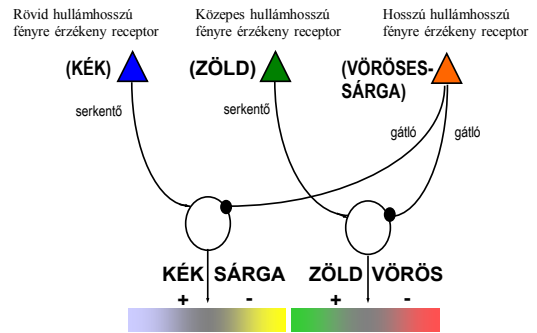 Rövid hullámhosszú
fényre érzékeny receptor
Közepes hullámhosszú
fényre érzékeny receptor
Hosszú hullámhosszú
fényre érzékeny receptor
(KÉK)
(ZÖLD)
(VÖRÖSES-
SÁRGA)
serkentő
serkentő
gátló
gátló
KÉK SÁRGA
ZÖLD VÖRÖS
+ -
+ -